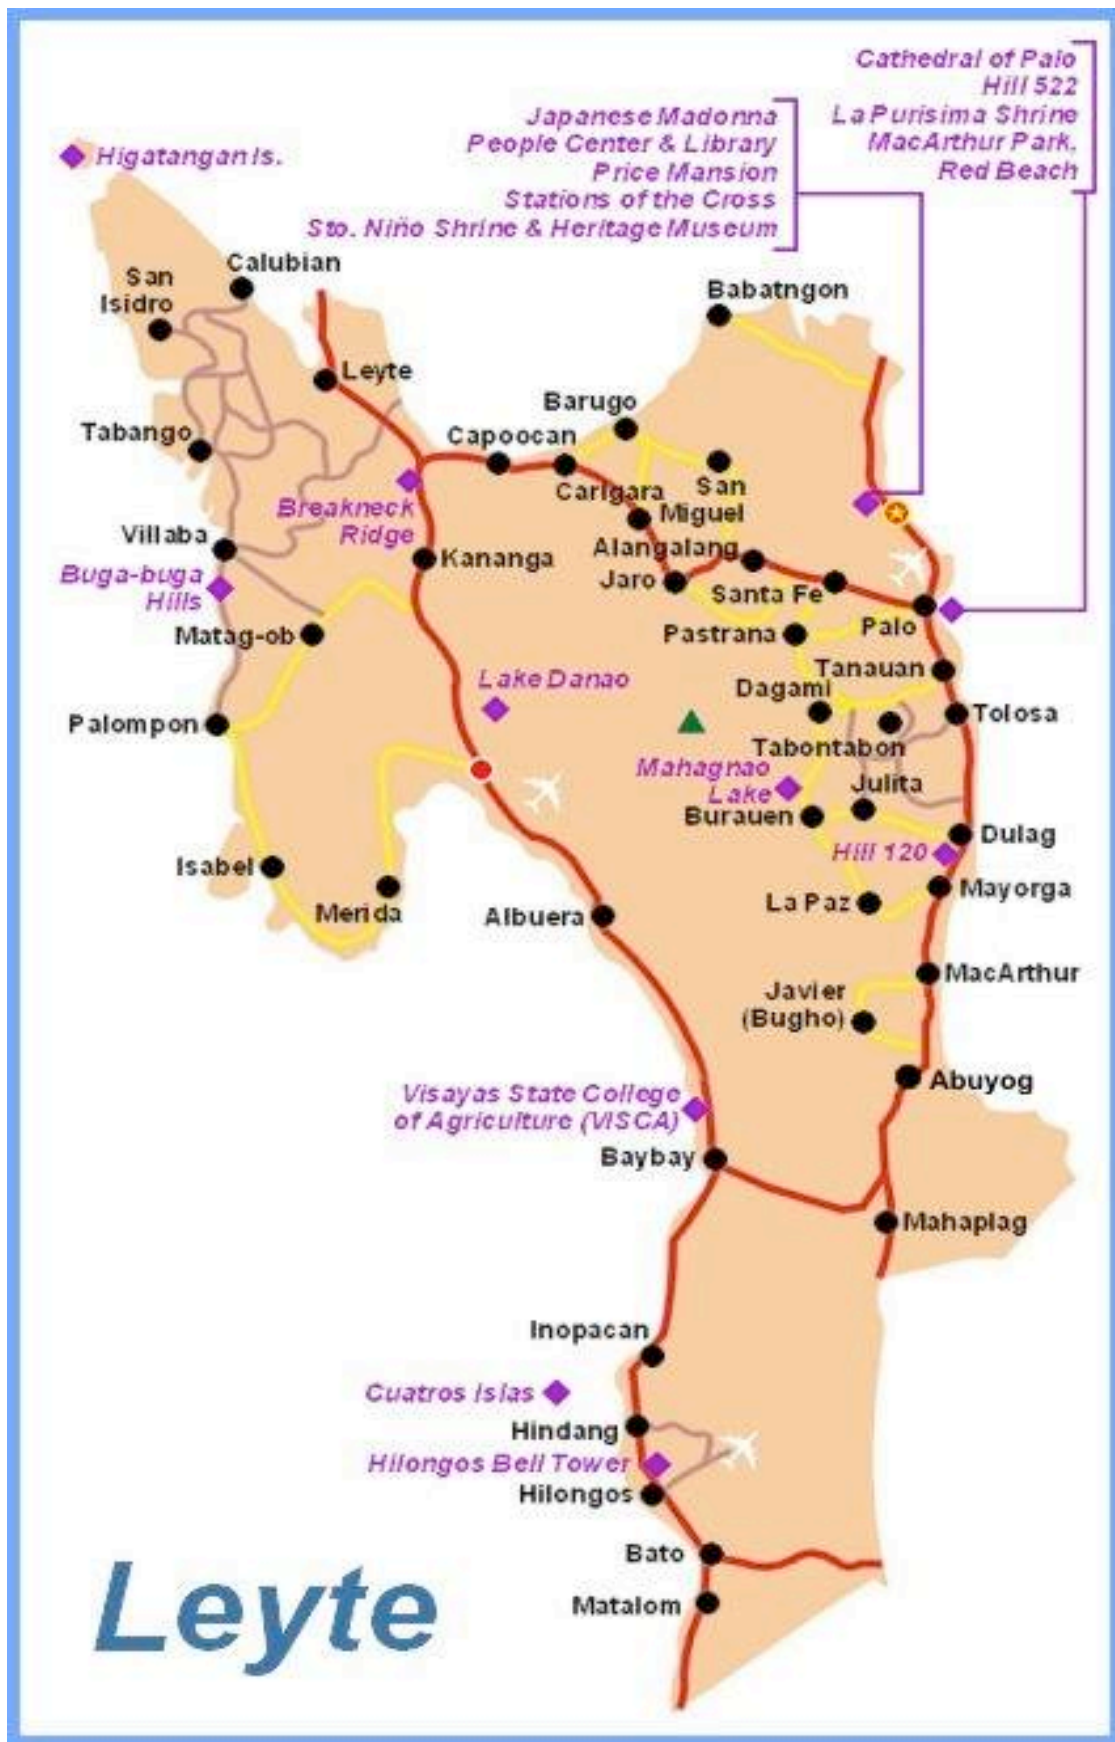 Cathedral of Palo
Hill 522
La Purisima Shrine
MacArthur Park,
Red Beach
Japanese Madonna
People Center & Library
Price Mansion
Stations of the Cross
Sto. Niño Shrine & Heritage Museum
Higatangan Is.
Calubian
San
Isidro
Babatngon
Leyte
Barugo
Tabango
Capoocan
Carigara
San
Miguel
Breakneck
Ridge
Villaba
Kananga
Alangalang
Jaro
Santa Fe
Buga-buga
Hills
Matag-ob
Pastrana
Palo
Tanauan
Lake Danao
Dagami
Palompon
Tolosa
Tabontabon
Mahagnao
Lake
Julita
Burauen
Dulag
Hill 120
Isabel
Merida
Albuera
La Paz
Mayorga
MacArthur
Javier
(Bugho)
Abuyog
Visayas State College
of Agriculture (VISCA)
Baybay
Mahaplag
Inopacan
Cuatros Islas
Hindang
Hilongos Bell Tower
Hilongos
Bato
Matalom
Leyte